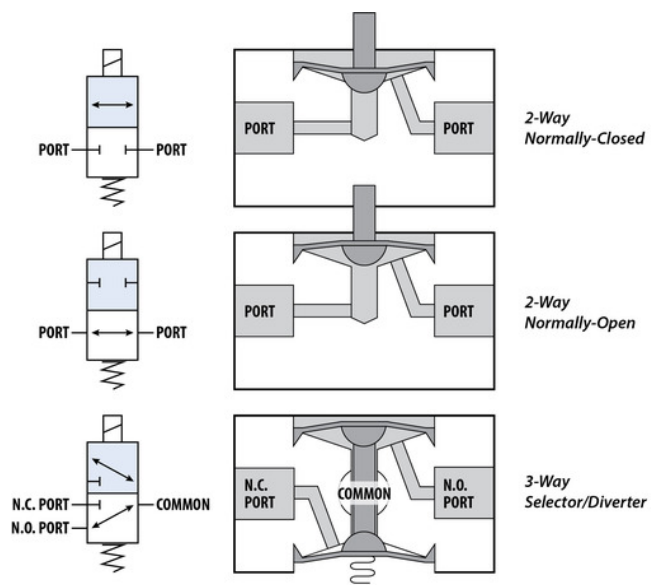 PORT
PORT
PORT
PORT
2-Way
Normally-Closed
PORT
PORT
PORT
PORT
2-Way
Normally-Open
N.C. PORT
N.O. PORT
COMMON
N.C.
PORT
COMMON
N.O.
PORT
3-Way
Selector/Diverter